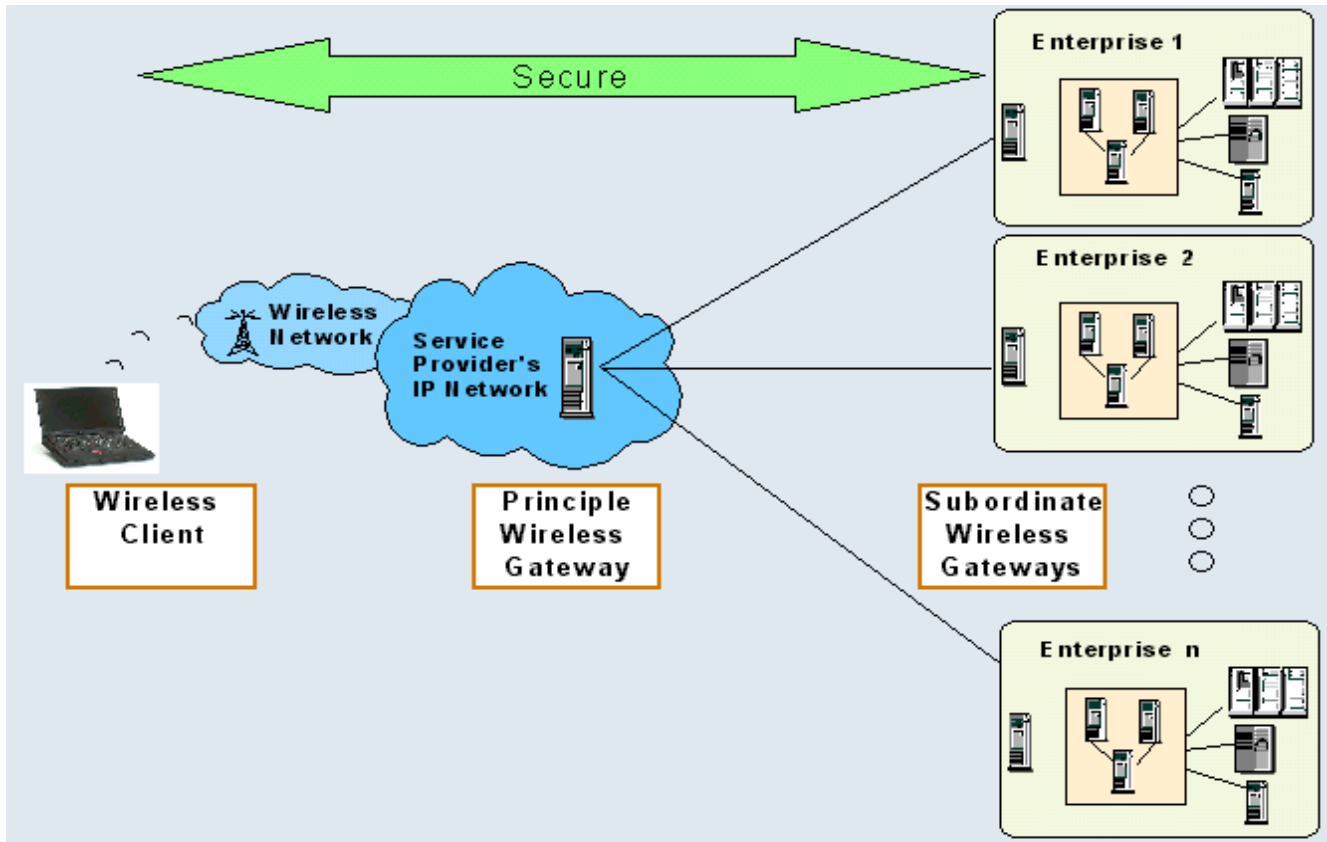 Secure
Enterprise 1
Enterprise 2
Wireless
Network
Service
Provider's
IP Network
Wireless
Client
Principle
Wireless
Gateway
Subordinate
Wireless
Gateways
Enterprise n